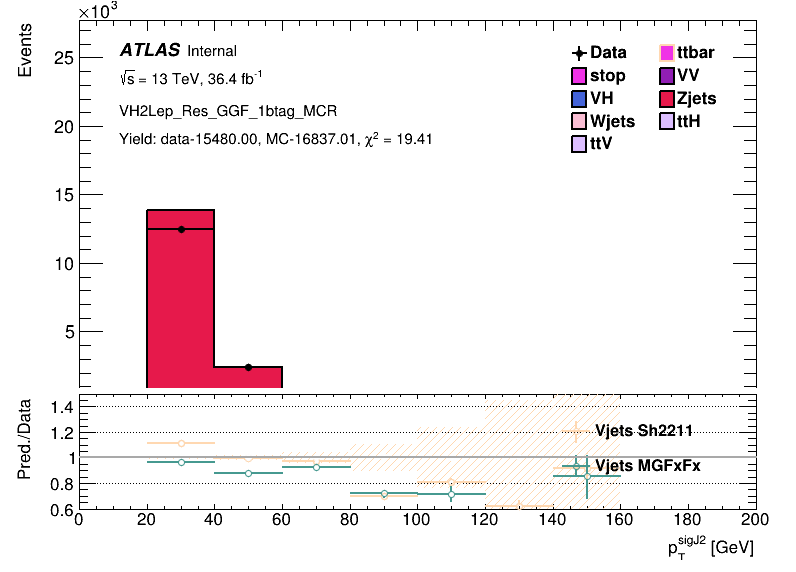 ×10³
Events
25
20
15
10
5
ATLAS Internal
√s = 13 TeV, 36.4 fb⁻¹
VH2Lep_Res_GGF_1btag_MCR
Yield: data-15480.00, MC-16837.01, χ² = 19.41
Data ttbar
stop VV
VH Zjets
Wjets ttH
ttV
Pred./Data
1.4
1.2
1
0.8
0.6
Vjets Sh2211
Vjets MGFxFx
0 20 40 60 80 100 120 140 160 180 200
p_T^sigJ2 [GeV]